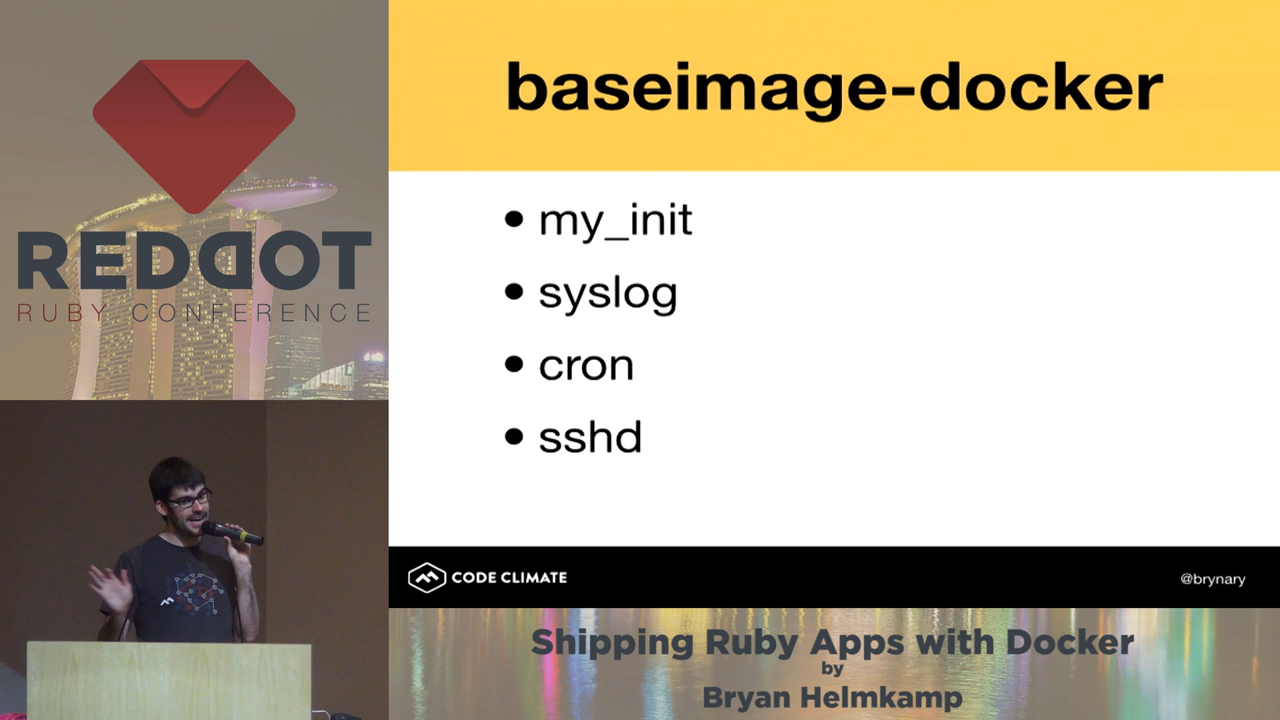 REDDOT
RUBY CONFERENCE
baseimage-docker
• my_init
• syslog
• cron
• sshd
CODE CLIMATE
@brynary
Shipping Ruby Apps with Docker
by
Bryan Helmkamp